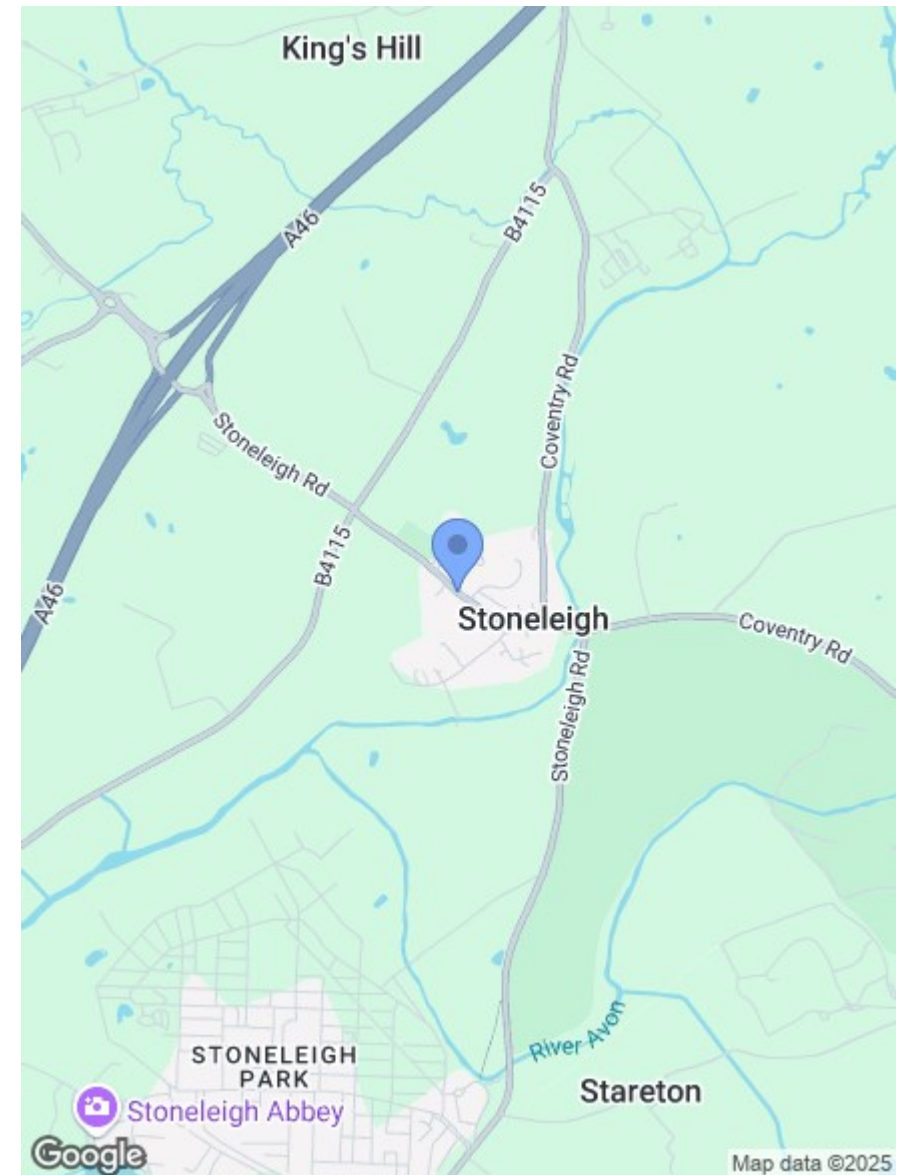 King's Hill
A46
B4115
Coventry Rd
Stoneleigh Rd
B4115
A46
Stoneleigh
Coventry Rd
Stoneleigh Rd
River Avon
STONELEIGH
PARK
Stareton
Stoneleigh Abbey
Google
Map data ©2025